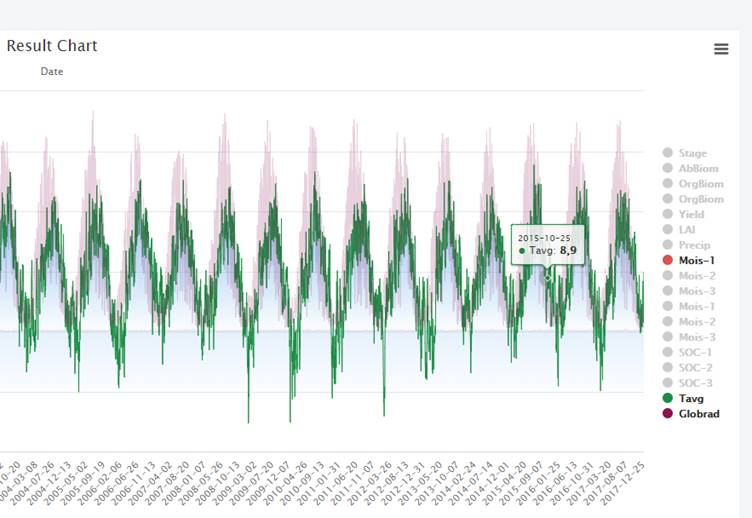 Result Chart
Date
2015-10-25
Tavg: 8,9
Stage
AbBiom
OrgBiom
OrgBiom
Yield
LAI
Precip
Mois-1
Mois-2
Mois-3
Mois-1
Mois-2
Mois-3
SOC-1
SOC-2
SOC-3
Tavg
Globrad
2004-03-08
2004-07-26
2004-12-13
2005-05-02
2005-09-19
2006-02-06
2006-06-26
2006-11-13
2007-04-02
2007-08-20
2008-01-07
2008-05-26
2008-10-13
2009-03-02
2009-07-20
2009-12-07
2010-04-26
2010-09-13
2011-01-31
2011-06-20
2011-11-07
2012-03-26
2012-08-13
2012-12-31
2013-05-20
2013-10-07
2014-02-24
2014-07-14
2014-12-01
2015-04-20
2015-09-07
2016-01-25
2016-06-13
2016-10-31
2017-03-20
2017-08-07
2017-12-25